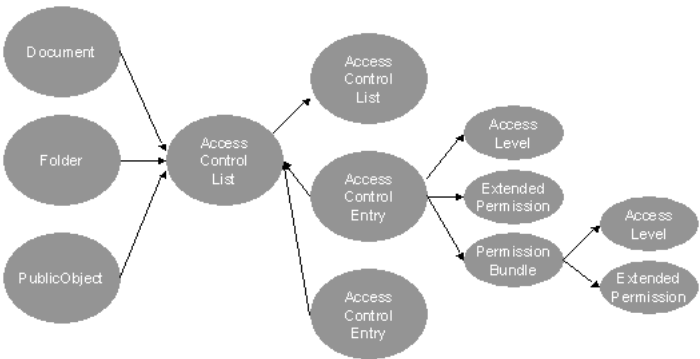 Document
Folder
PublicObject
Access
Control
List
Access
Control
List
Access
Control
Entry
Access
Control
Entry
Access
Level
Extended
Permission
Permission
Bundle
Access
Level
Extended
Permission